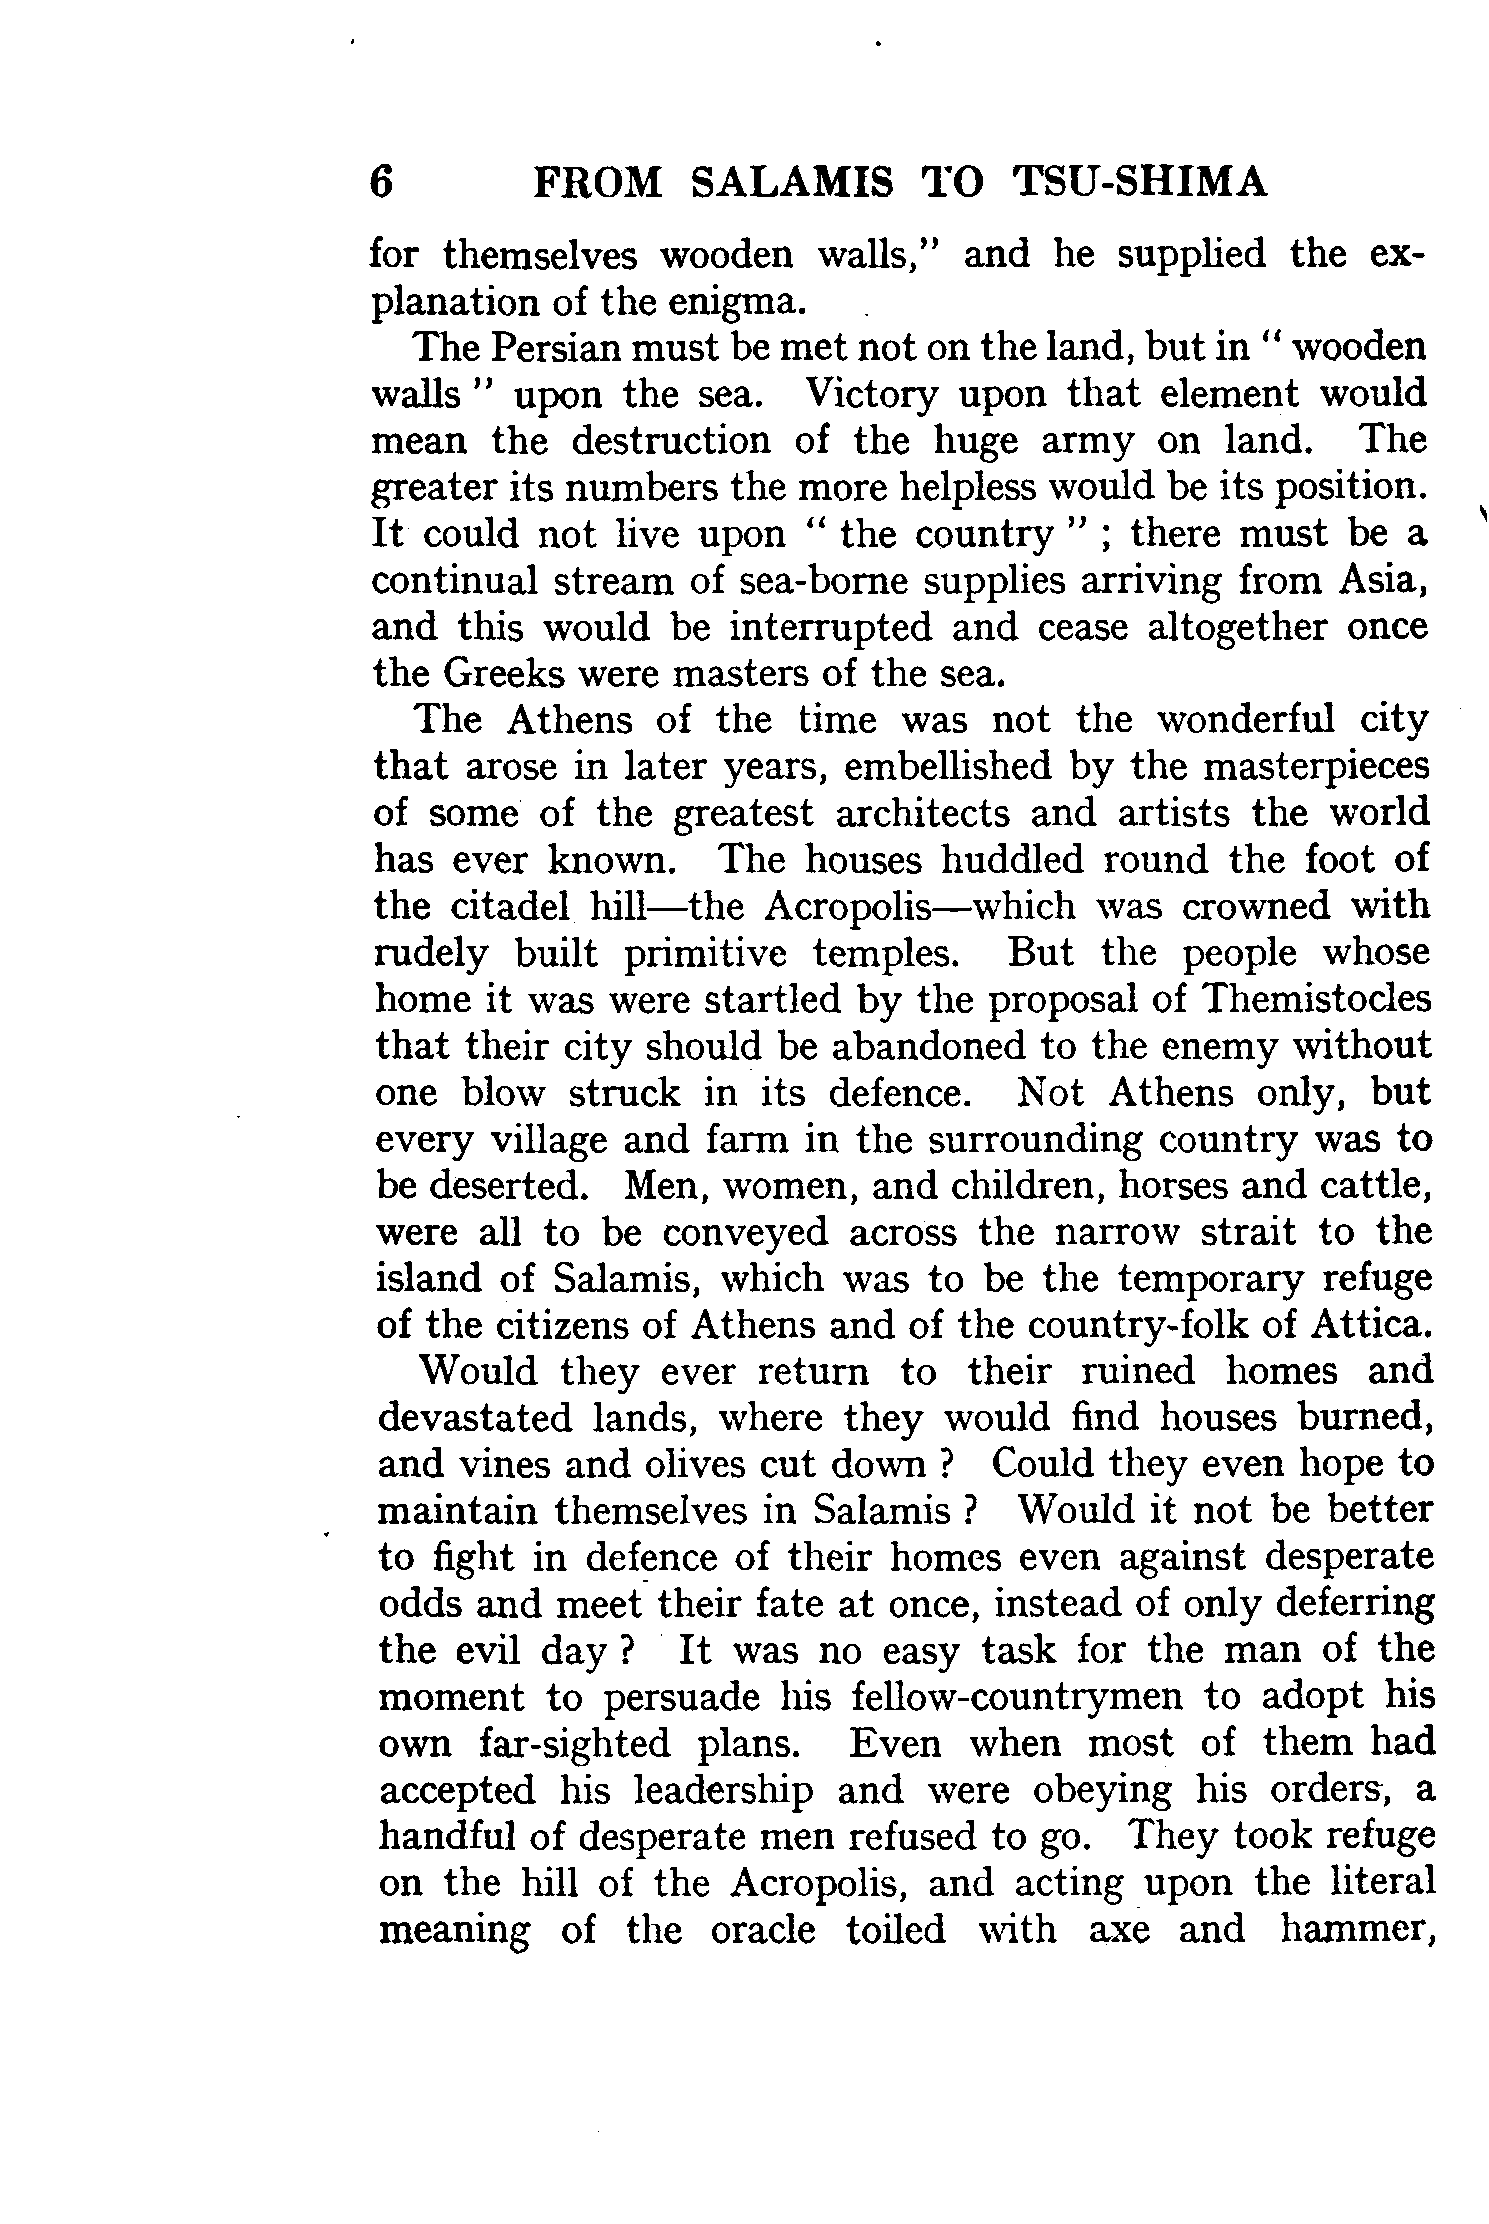 6 FROM SALAMIS TO TSU-SHIMA
for themselves wooden walls,” and he supplied the ex-
planation of the enigma.
The Persian must be met not on the land, but in “ wooden
walls ” upon the sea. Victory upon that element would
mean the destruction of the huge army on land. The
greater its numbers the more helpless would be its position.
It could not live upon “ the country ” ; there must be a
continual stream of sea-borne supplies arriving from Asia,
and this would be interrupted and cease altogether once
the Greeks were masters of the sea.
The Athens of the time was not the wonderful city
that arose in later years, embellished by the masterpieces
of some of the greatest architects and artists the world
has ever known. The houses huddled round the foot of
the citadel hill—the Acropolis—which was crowned with
rudely built primitive temples. But the people whose
home it was were startled by the proposal of Themistocles
that their city should be abandoned to the enemy without
one blow struck in its defence. Not Athens only, but
every village and farm in the surrounding country was to
be deserted. Men, women, and children, horses and cattle,
were all to be conveyed across the narrow strait to the
island of Salamis, which was to be the temporary refuge
of the citizens of Athens and of the country-folk of Attica.
Would they ever return to their ruined homes and
devastated lands, where they would find houses burned,
and vines and olives cut down ? Could they even hope to
maintain themselves in Salamis ? Would it not be better
to fight in defence of their homes even against desperate
odds and meet their fate at once, instead of only deferring
the evil day ? It was no easy task for the man of the
moment to persuade his fellow-countrymen to adopt his
own far-sighted plans. Even when most of them had
accepted his leadership and were obeying his orders, a
handful of desperate men refused to go. They took refuge
on the hill of the Acropolis, and acting upon the literal
meaning of the oracle toiled with axe and hammer,